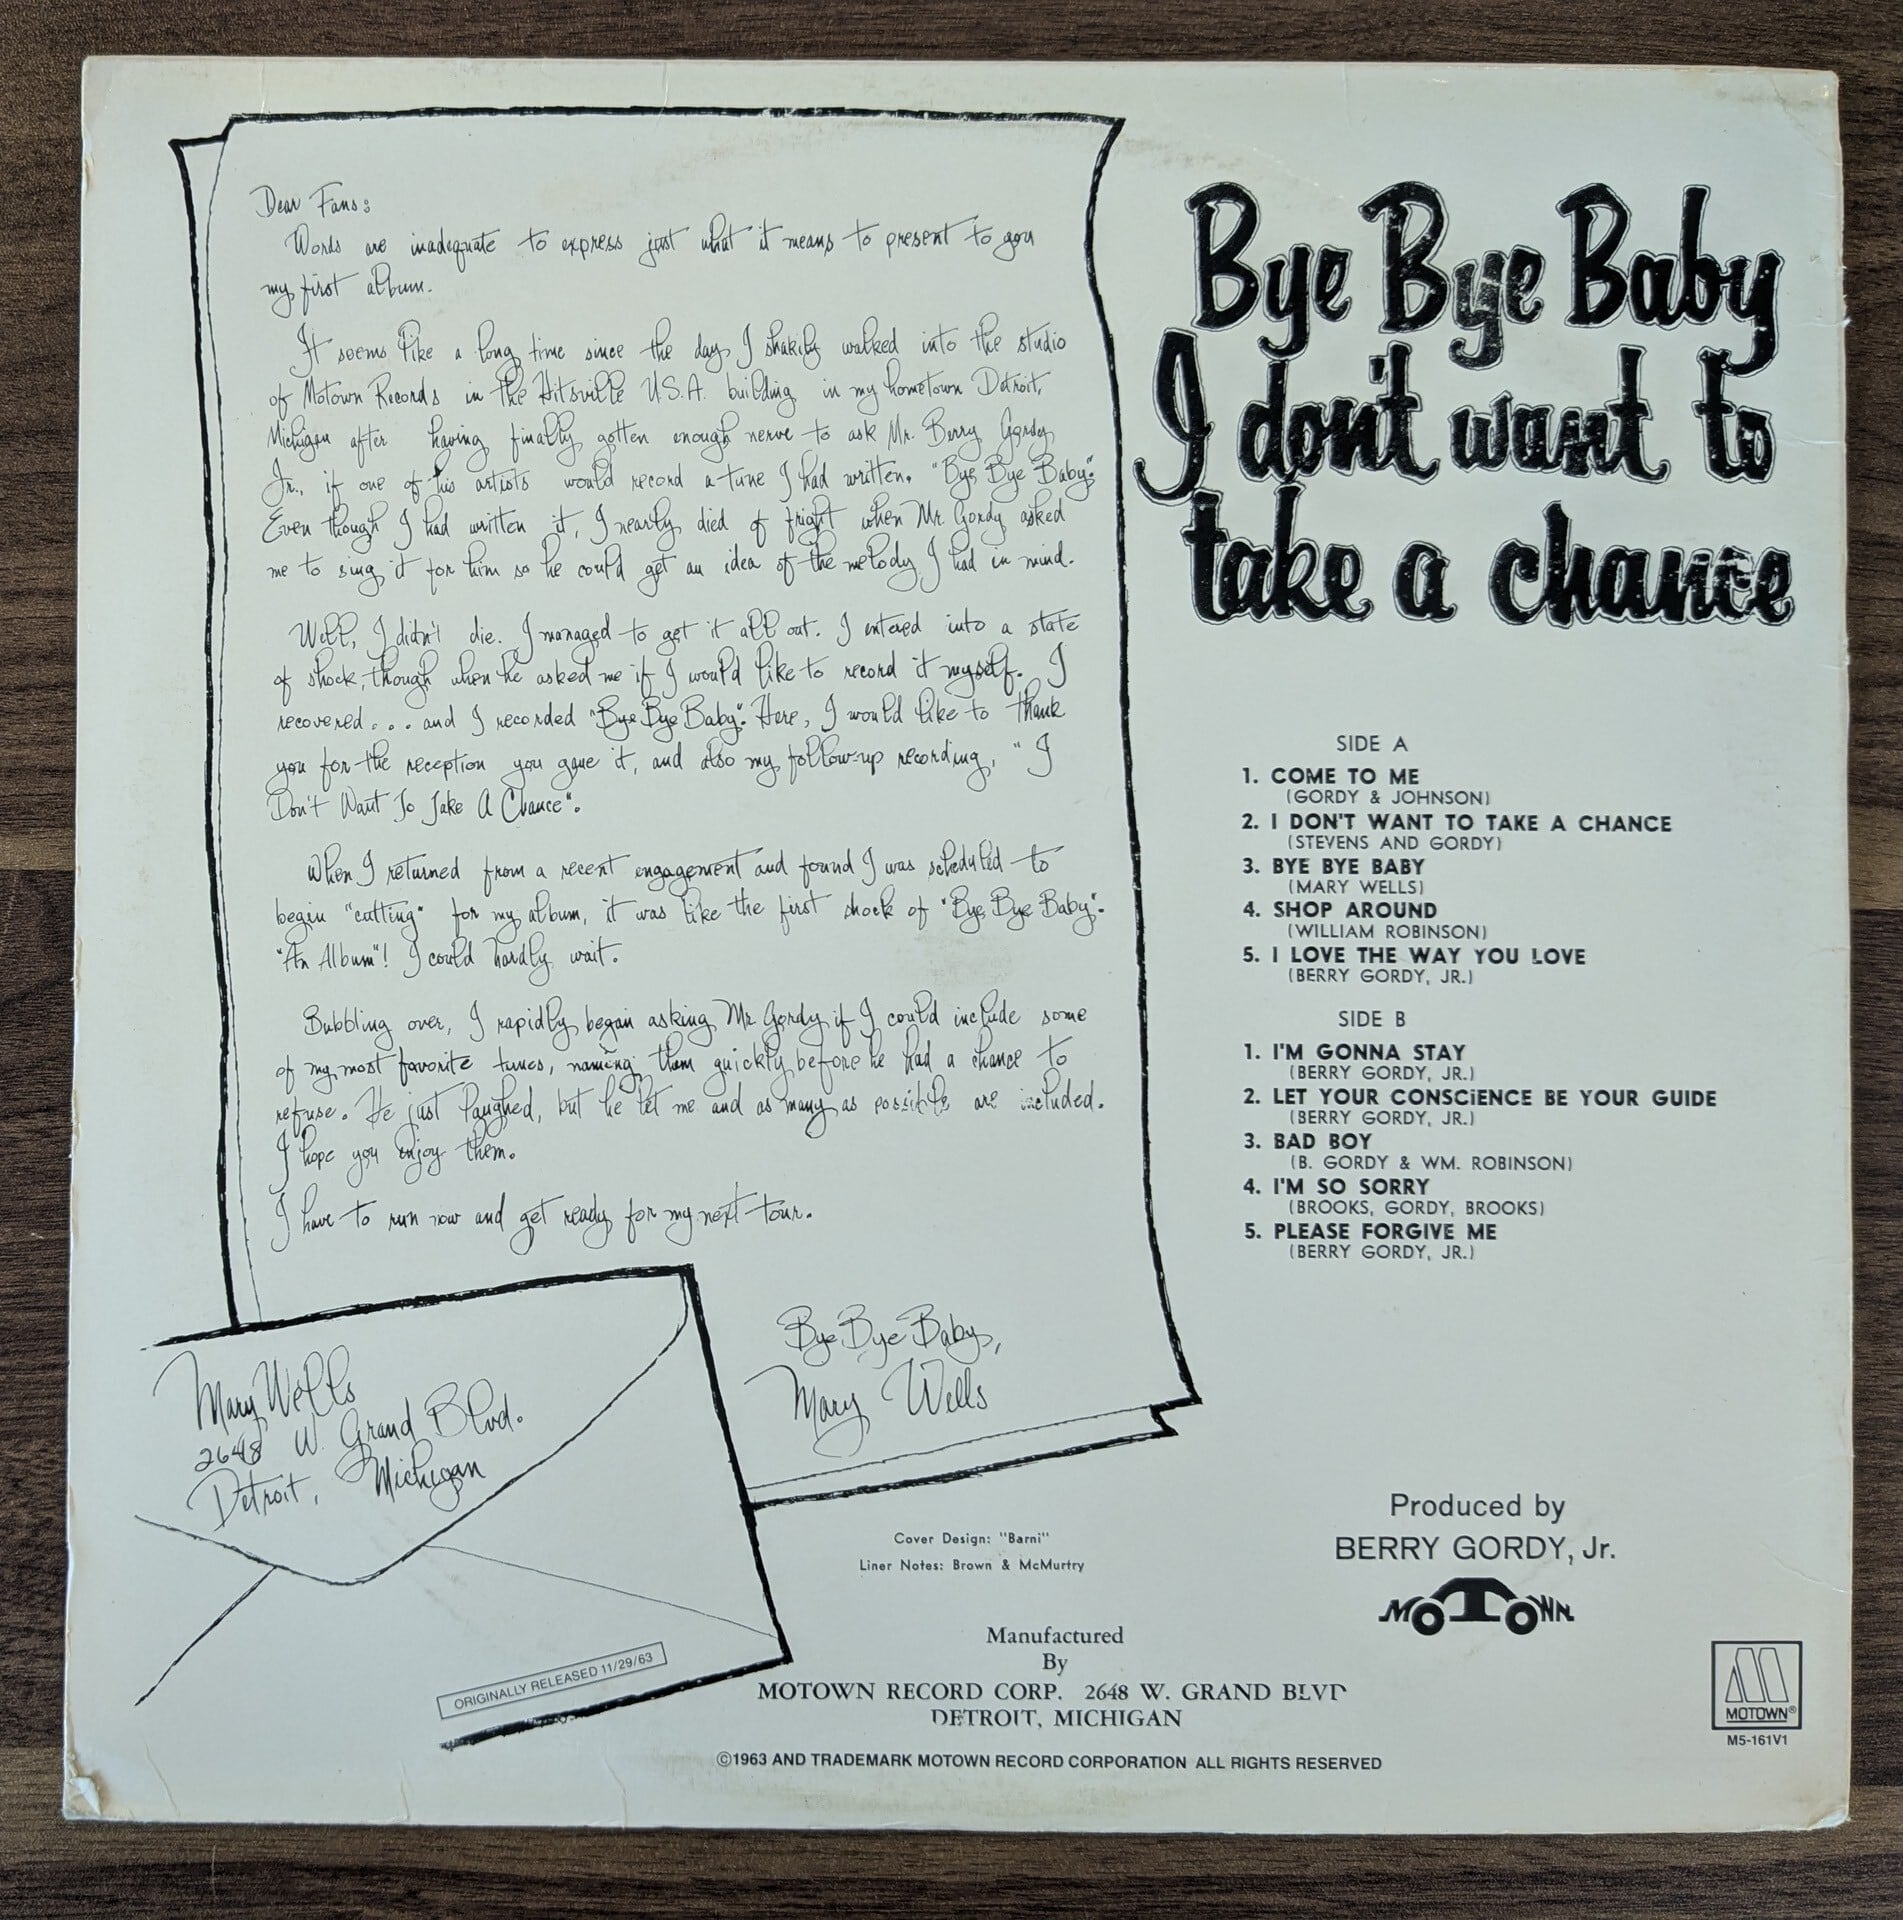 Dear Fans:
Words are inadequate to express just what it means to present to you
my first album.
It seems like a long time since the day I shakily walked into the studio
of Motown Records in the Hitsville U.S.A. building in my hometown Detroit,
Michigan after having finally gotten enough nerve to ask Mr. Berry Gordy
Jr., if one of his artists would record a tune I had written. "Bye Bye Baby".
Even though I had written it, I nearly died of fright when Mr. Gordy asked
me to sing it for him so he could get an idea of the melody I had in mind.
Well, I didn't die. I managed to get it all out. I entered into a state
of shock, though when he asked me if I would like to record it myself. I
recovered... and I recorded "Bye Bye Baby". Here, I would like to thank
you for the reception you gave it, and also my follow-up recording, "I
Don't Want To Take A Chance".
When I returned from a recent engagement and found I was scheduled to
begin "cutting" for my album, it was like the first shock of "Bye Bye Baby".
"An Album"! I could hardly wait.
Bubbling over, I rapidly began asking Mr. Gordy if I could include some
of my most favorite tunes, naming them quickly before he had a chance to
refuse. He just laughed, but he let me and as many as possible are included.
I hope you enjoy them.
I have to run now and get ready for my next tour.
Bye Bye Baby,
Mary Wells
Mary Wells
2648 W. Grand Blvd.
Detroit, Michigan
ORIGINALLY RELEASED 11/29/63
Bye Bye Baby
I don't want to
take a chance
SIDE A
1. COME TO ME
(GORDY & JOHNSON)
2. I DON'T WANT TO TAKE A CHANCE
(STEVENS AND GORDY)
3. BYE BYE BABY
(MARY WELLS)
4. SHOP AROUND
(WILLIAM ROBINSON)
5. I LOVE THE WAY YOU LOVE
(BERRY GORDY, JR.)
SIDE B
1. I'M GONNA STAY
(BERRY GORDY, JR.)
2. LET YOUR CONSCiENCE BE YOUR GUIDE
(BERRY GORDY, JR.)
3. BAD BOY
(B. GORDY & WM. ROBINSON)
4. I'M SO SORRY
(BROOKS, GORDY, BROOKS)
5. PLEASE FORGIVE ME
(BERRY GORDY, JR.)
Produced by
BERRY GORDY, Jr.
MOTOWN
Cover Design: "Barni"
Liner Notes: Brown & McMurtry
Manufactured
By
MOTOWN RECORD CORP. 2648 W. GRAND BLVD
DETROIT, MICHIGAN
©1963 AND TRADEMARK MOTOWN RECORD CORPORATION ALL RIGHTS RESERVED
M
MOTOWN®
M5-161V1